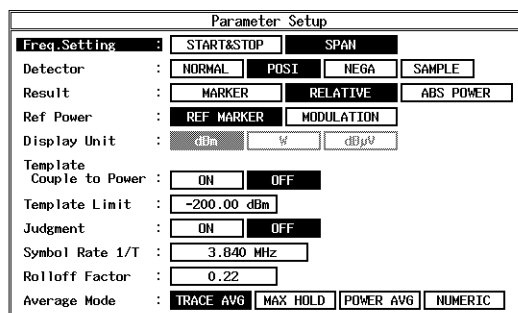 Parameter Setup
Freq.Setting : START&STOP SPAN
Detector : NORMAL POSI NEGA SAMPLE
Result : MARKER RELATIVE ABS POWER
Ref Power : REF MARKER MODULATION
Display Unit : dBm W dBμV
Template
Couple to Power : ON OFF
Template Limit : -200.00 dBm
Judgment : ON OFF
Symbol Rate 1/T : 3.840 MHz
Rolloff Factor : 0.22
Average Mode : TRACE AVG MAX HOLD POWER AVG NUMERIC